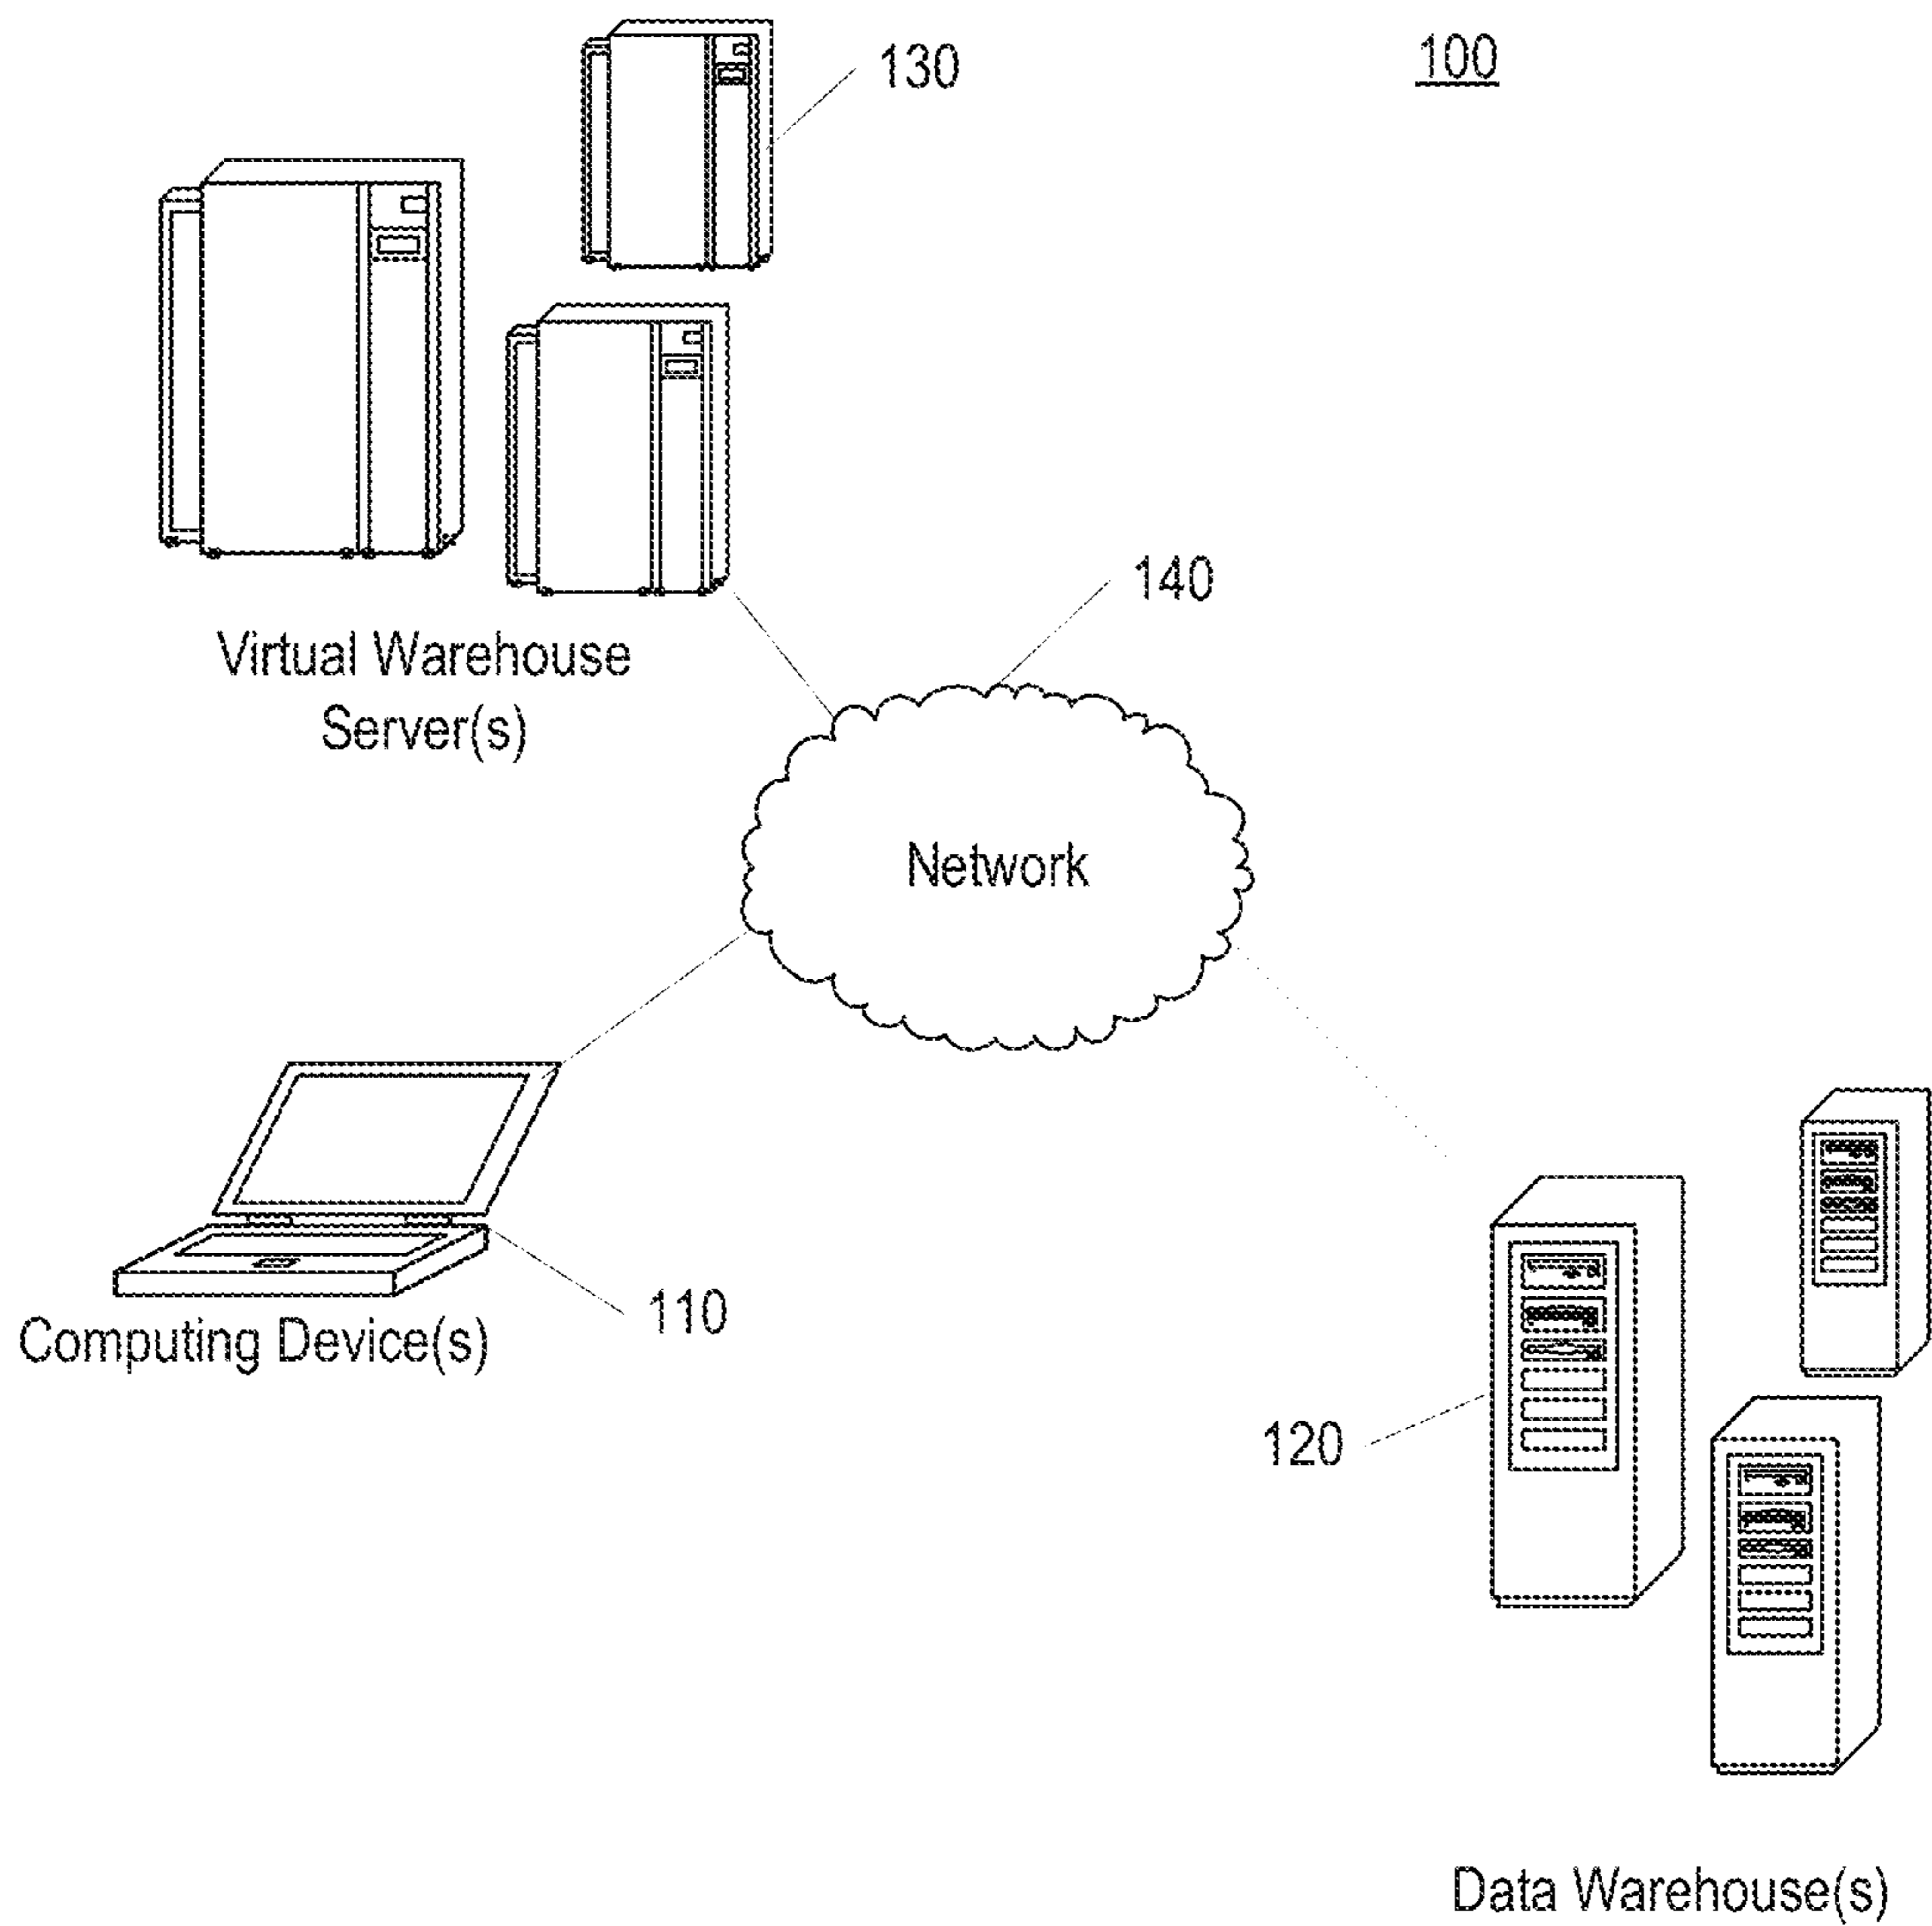 130
100
140
Virtual Warehouse
Server(s)
Network
110
Computing Device(s)
120
Data Warehouse(s)